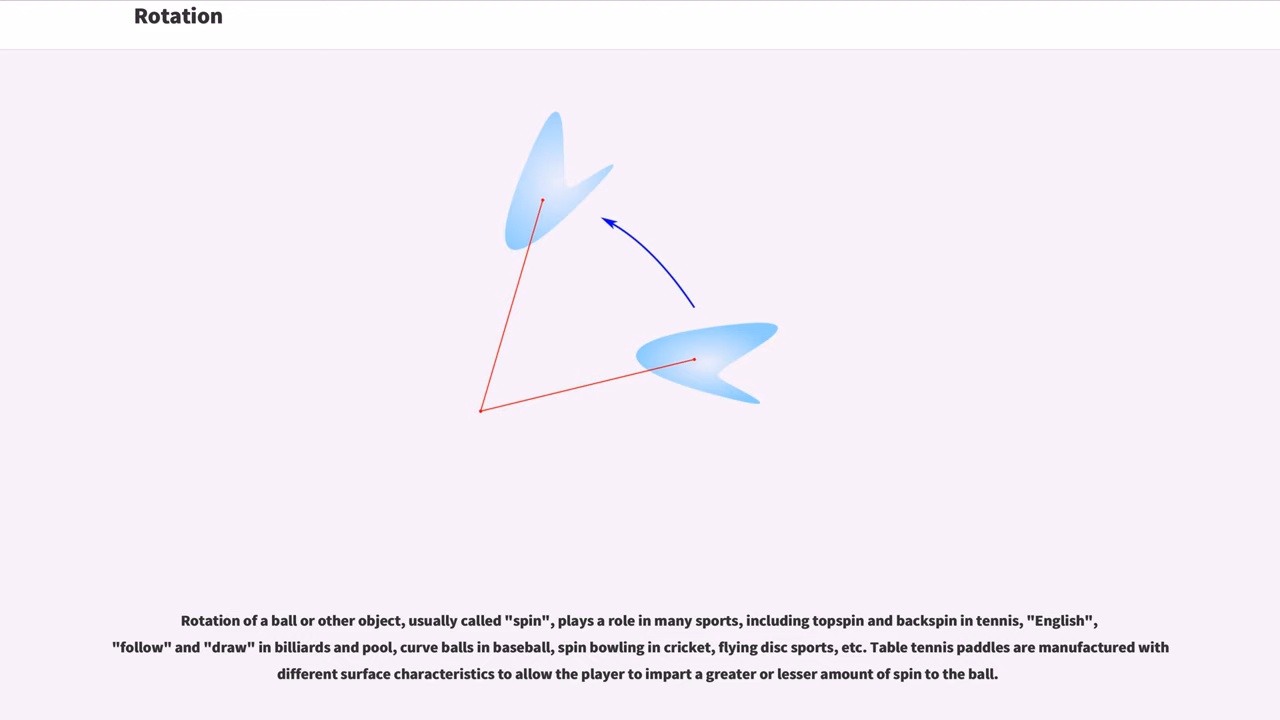 Rotation
Rotation of a ball or other object, usually called "spin", plays a role in many sports, including topspin and backspin in tennis, "English",
"follow" and "draw" in billiards and pool, curve balls in baseball, spin bowling in cricket, flying disc sports, etc. Table tennis paddles are manufactured with
different surface characteristics to allow the player to impart a greater or lesser amount of spin to the ball.